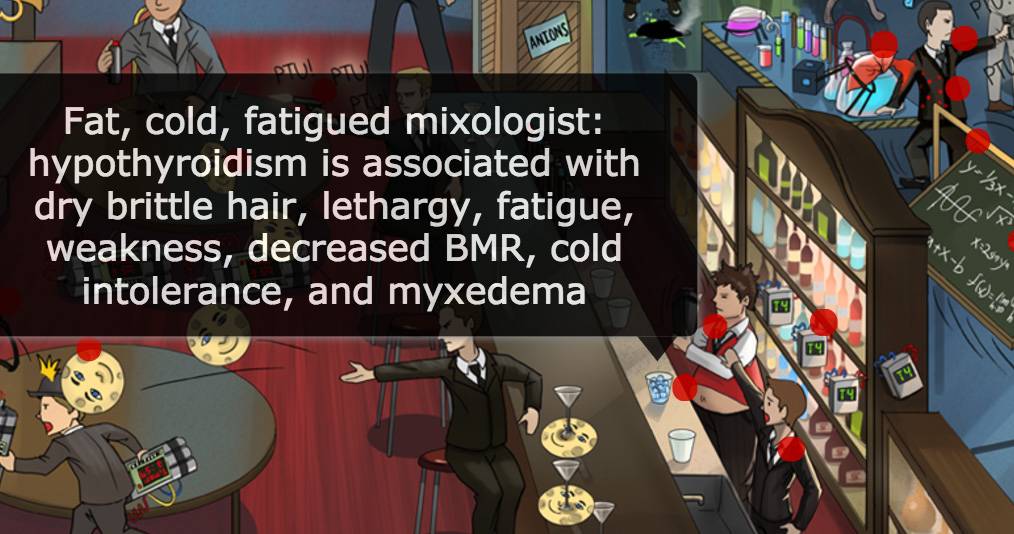 ANIONS
PTU!
PTU!
PTU
PTU
Fat, cold, fatigued mixologist:
hypothyroidism is associated with
dry brittle hair, lethargy, fatigue,
weakness, decreased BMR, cold
intolerance, and myxedema
T4
T4
T4
T4